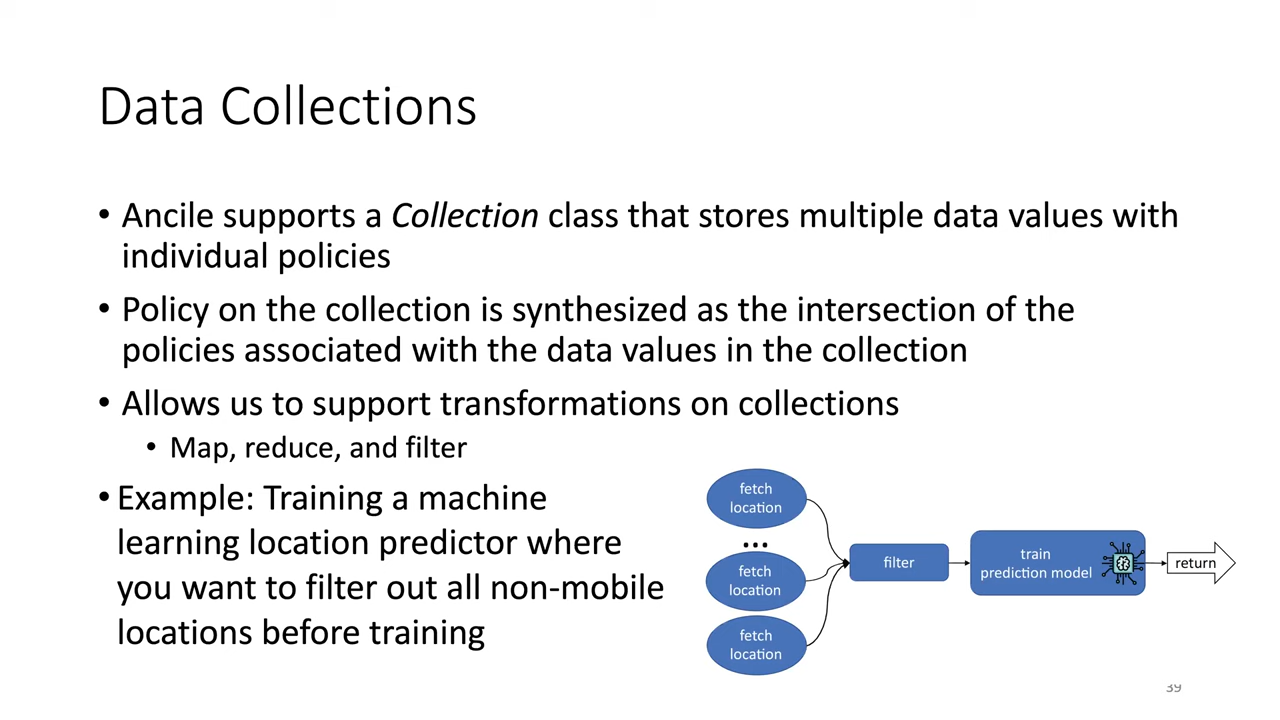 Data Collections
• Ancile supports a Collection class that stores multiple data values with
individual policies
• Policy on the collection is synthesized as the intersection of the
policies associated with the data values in the collection
• Allows us to support transformations on collections
• Map, reduce, and filter
• Example: Training a machine
learning location predictor where
you want to filter out all non-mobile
locations before training
fetch
location
...
fetch
location
fetch
location
filter
train
prediction model
return
39